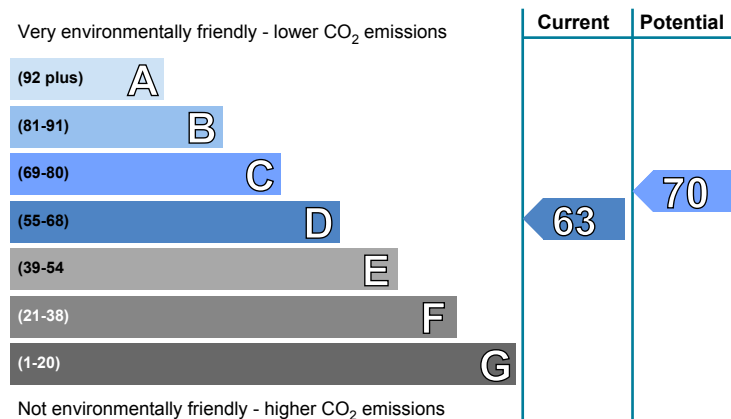 Very environmentally friendly - lower CO2 emissions
Current
Potential
(92 plus) A
(81-91) B
(69-80) C
(55-68) D
(39-54 E
(21-38) F
(1-20) G
63
70
Not environmentally friendly - higher CO2 emissions